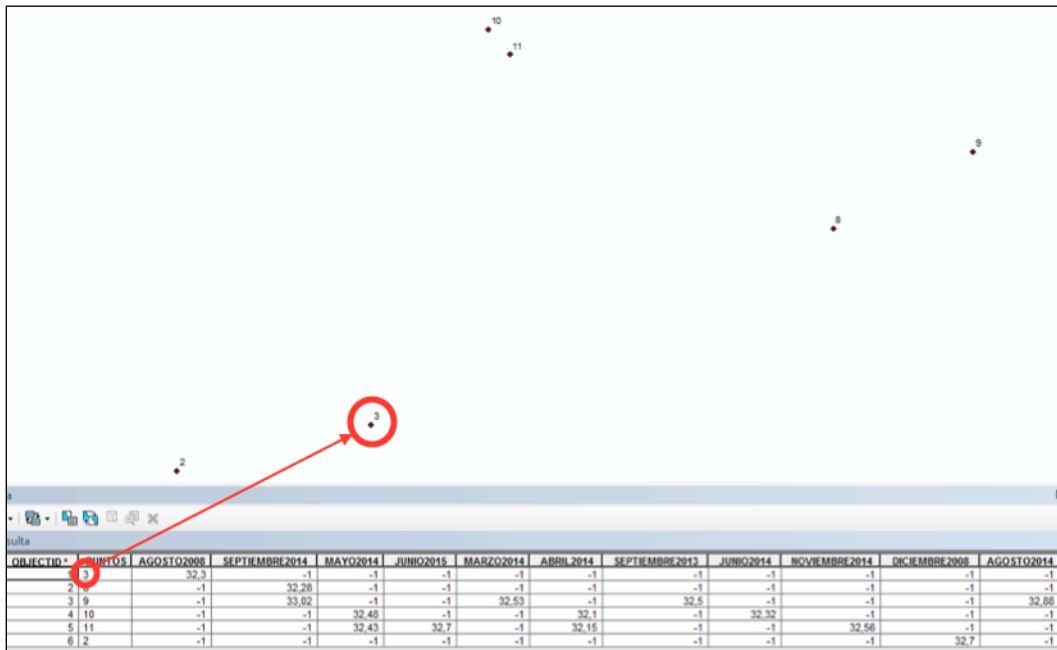 10
11
9
8
3
2
a
sulta
OBJECTID * PUNTOS AGOSTO2008 SEPTIEMBRE2014 MAYO2014 JUNIO2015 MARZO2014 ABRIL2014 SEPTIEMBRE2013 JUNIO2014 NOVIEMBRE2014 DICIEMBRE2008 AGOSTO2014
1 3 32,3 -1 -1 -1 -1 -1 -1 -1 -1 -1 -1
2 8 -1 32,28 -1 -1 -1 -1 -1 -1 -1 -1 -1
3 9 -1 33,02 -1 -1 32,53 -1 32,5 -1 -1 -1 32,88
4 10 -1 -1 32,48 -1 -1 32,1 -1 32,32 -1 -1 -1
5 11 -1 -1 32,43 32,7 -1 32,15 -1 -1 32,56 -1 -1
6 2 -1 -1 -1 -1 -1 -1 -1 -1 -1 32,7 -1